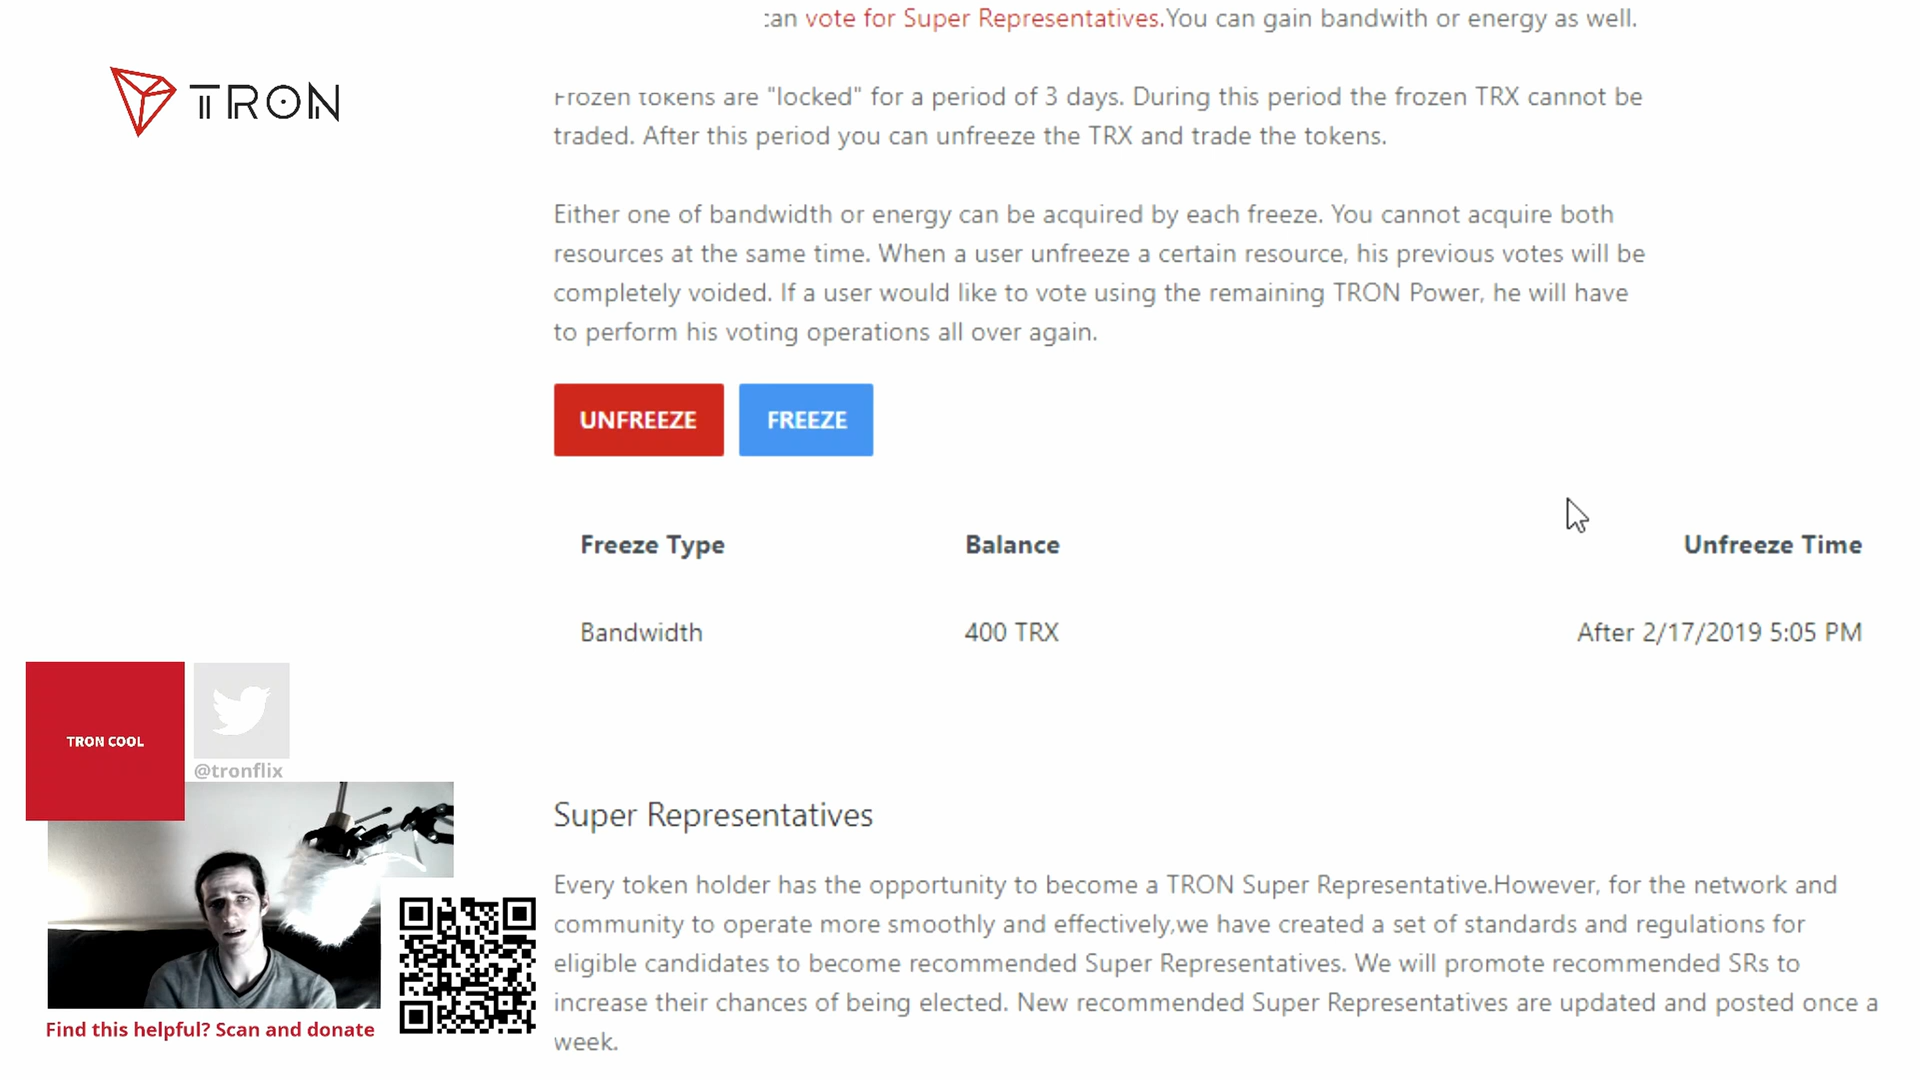 can vote for Super Representatives.You can gain bandwith or energy as well.
TRON
Frozen tokens are "locked" for a period of 3 days. During this period the frozen TRX cannot be
traded. After this period you can unfreeze the TRX and trade the tokens.
Either one of bandwidth or energy can be acquired by each freeze. You cannot acquire both
resources at the same time. When a user unfreeze a certain resource, his previous votes will be
completely voided. If a user would like to vote using the remaining TRON Power, he will have
to perform his voting operations all over again.
UNFREEZE FREEZE
Freeze Type Balance Unfreeze Time
Bandwidth 400 TRX After 2/17/2019 5:05 PM
TRON COOL
@tronflix
Super Representatives
Every token holder has the opportunity to become a TRON Super Representative.However, for the network and
community to operate more smoothly and effectively,we have created a set of standards and regulations for
eligible candidates to become recommended Super Representatives. We will promote recommended SRs to
increase their chances of being elected. New recommended Super Representatives are updated and posted once a
week.
Find this helpful? Scan and donate